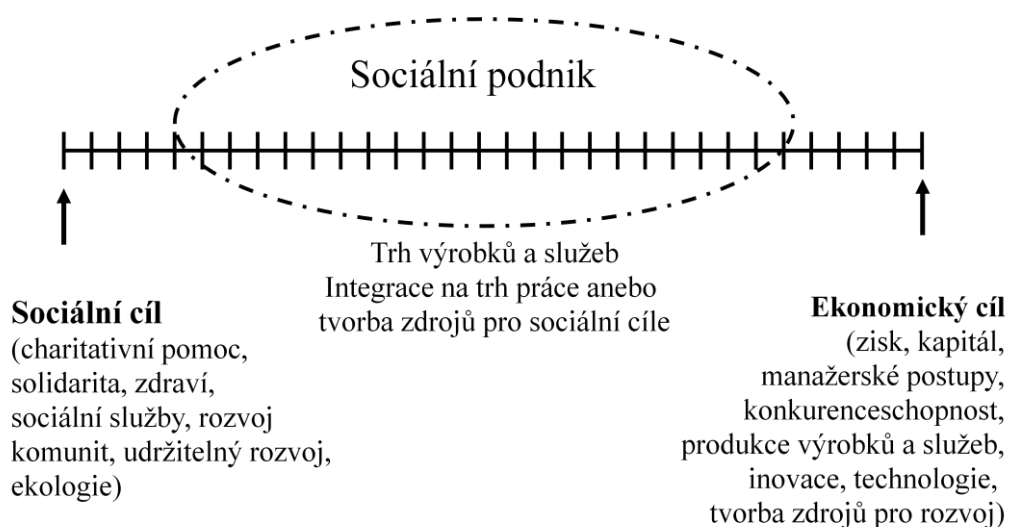 Sociální podnik
Trh výrobků a služeb
Integrace na trh práce anebo
tvorba zdrojů pro sociální cíle
Sociální cíl
(charitativní pomoc,
solidarita, zdraví,
sociální služby, rozvoj
komunit, udržitelný rozvoj,
ekologie)
Ekonomický cíl
(zisk, kapitál,
manažerské postupy,
konkurenceschopnost,
produkce výrobků a služeb,
inovace, technologie,
tvorba zdrojů pro rozvoj)